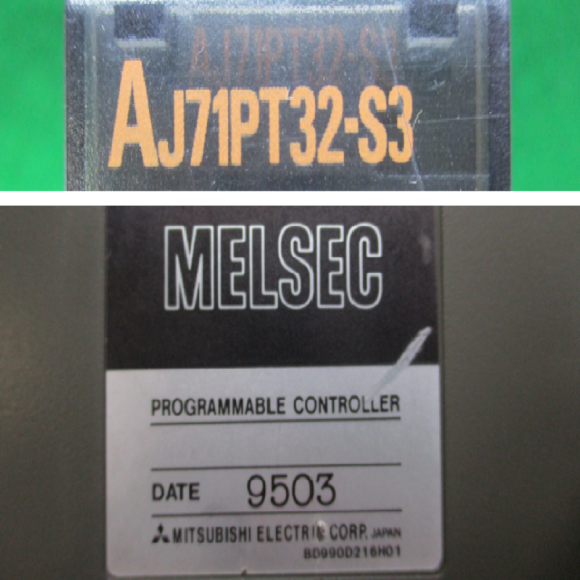 AJ71PT32-S3
MELSEC
PROGRAMMABLE CONTROLLER
DATE 9503
MITSUBISHI ELECTRIC CORP. JAPAN
BD990D216H01